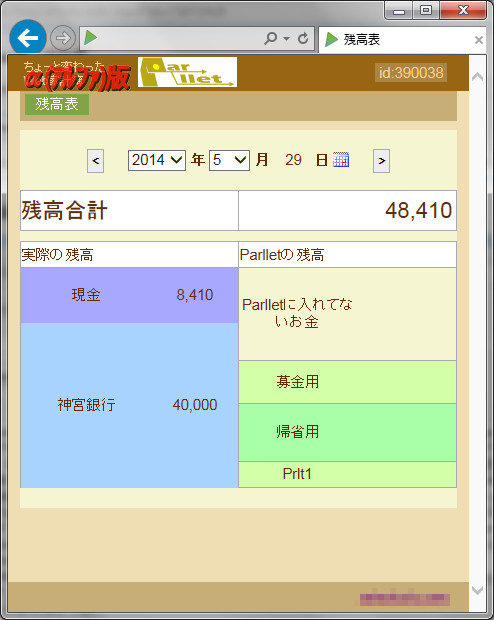 残高表
ちょっと変わった
α(アルファ)版
Parllet
id:390038
残高表
< 2014 年 5 月 29 日 >
残高合計 48,410
実際の残高 Parlletの残高
現金 8,410
Parlletに入れてな
いお金
神宮銀行 40,000
募金用
帰省用
Prlt1